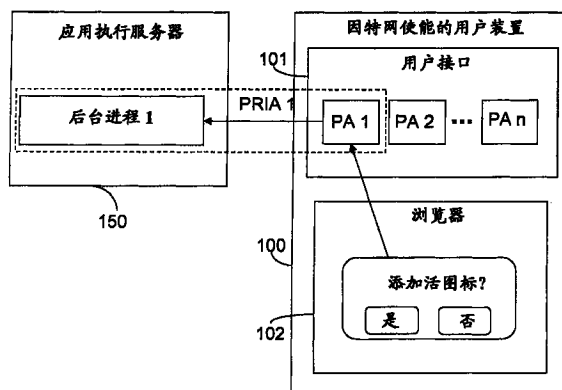 应用执行服务器
后台进程 1
150
PRIA 1
因特网使能的用户装置
101
用户接口
PA 1
PA 2
···
PA n
100
浏览器
添加活图标?
是
否
102